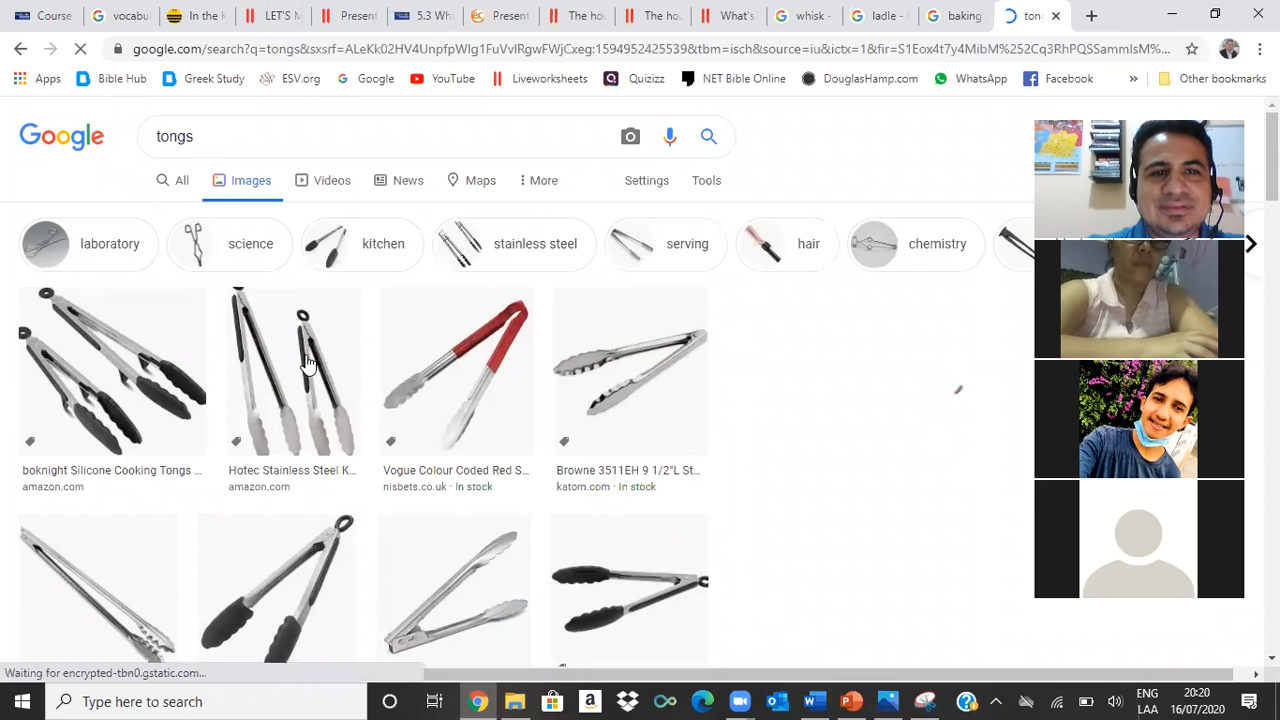 Course
vocabu
In the k
LET'S
Present
5.3 Wh
Present
The ho
The ho
What's
whisk -
ladle -
baking
ton
google.com/search?q=tongs&sxsrf=ALeKk02HV4UnpfpWIg1FuVvIRgwFWjCxeg:1594952425539&tbm=isch&source=iu&ictx=1&fir=S1Eox4t7y4MibM%252Cq3RhPQSSammIsM%...
Apps
Bible Hub
Greek Study
ESV.org
Google
YouTube
Liveworksheets
Quizizz
NET Bible Online
DouglasHamp.com
WhatsApp
Facebook
»
Other bookmarks
Google
tongs
All
Images
Videos
News
Maps
More
Settings
Tools
laboratory
science
kitchen
stainless steel
serving
hair
chemistry
boknight Silicone Cooking Tongs ...
amazon.com
Hotec Stainless Steel K...
amazon.com
Vogue Colour Coded Red S...
nisbets.co.uk · In stock
Browne 3511EH 9 1/2"L St...
katom.com · In stock
Waiting for encrypted-tbn0.gstatic.com...
Type here to search
ENG
LAA
20:20
16/07/2020